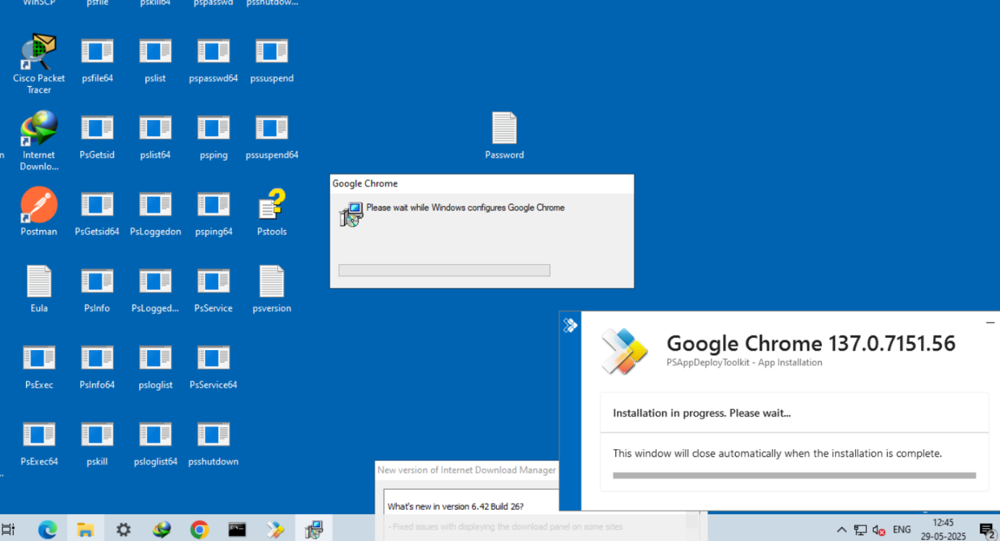 WinSCP
psfile
pskill64
pspasswd
psshutdow...
Cisco Packet
Tracer
psfile64
pslist
pspasswd64
pssuspend
Internet
Downlo...
PsGetsid
pslist64
psping
pssuspend64
Password
n
Google Chrome
Please wait while Windows configures Google Chrome
Postman
PsGetsid64
PsLoggedon
psping64
Pstools
Eula
PsInfo
PsLogged...
PsService
psversion
Google Chrome 137.0.7151.56
PSAppDeployToolkit - App Installation
Installation in progress. Please wait...
This window will close automatically when the installation is complete.
PsExec
PsInfo64
psloglist
PsService64
PsExec64
pskill
psloglist64
psshutdown
...
New version of Internet Download Manager
What's new in version 6.42 Build 26?
- Fixed issues with displaying the download panel on some sites
ENG
12:45
29-05-2025
2